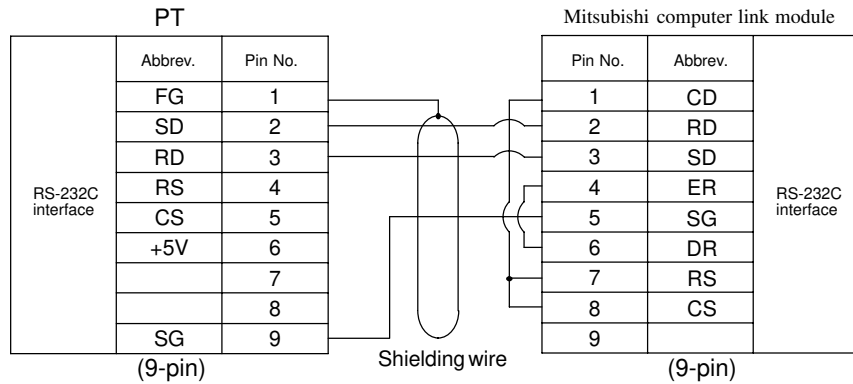 PT
Mitsubishi computer link module
Abbrev. Pin No.
Pin No. Abbrev.
FG 1
1 CD
SD 2
2 RD
RD 3
3 SD
RS 4
4 ER
RS-232C
interface
RS-232C
interface
CS 5
5 SG
+5V 6
6 DR
7
7 RS
8
8 CS
SG 9
9
(9-pin)
Shielding wire
(9-pin)